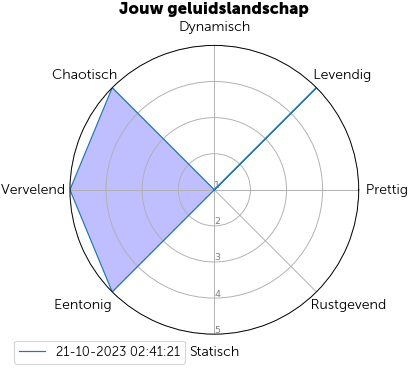 Jouw geluidslandschap
Dynamisch
Chaotisch
Levendig
Vervelend
1
Prettig
2
3
4
Eentonig
Rustgevend
5
21-10-2023 02:41:21
Statisch